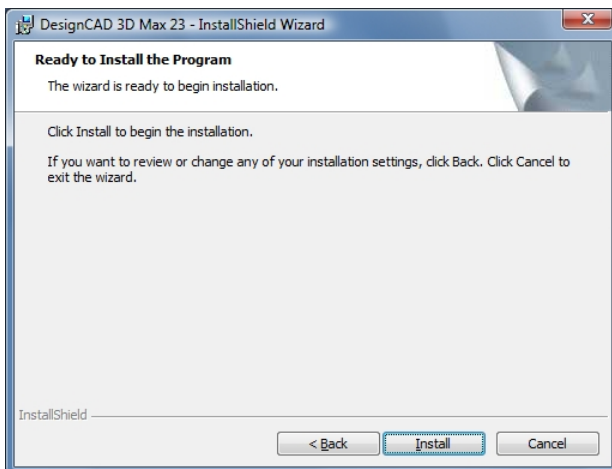 DesignCAD 3D Max 23 - InstallShield Wizard
Ready to Install the Program
The wizard is ready to begin installation.
Click Install to begin the installation.
If you want to review or change any of your installation settings, click Back. Click Cancel to
exit the wizard.
InstallShield
< Back
Install
Cancel